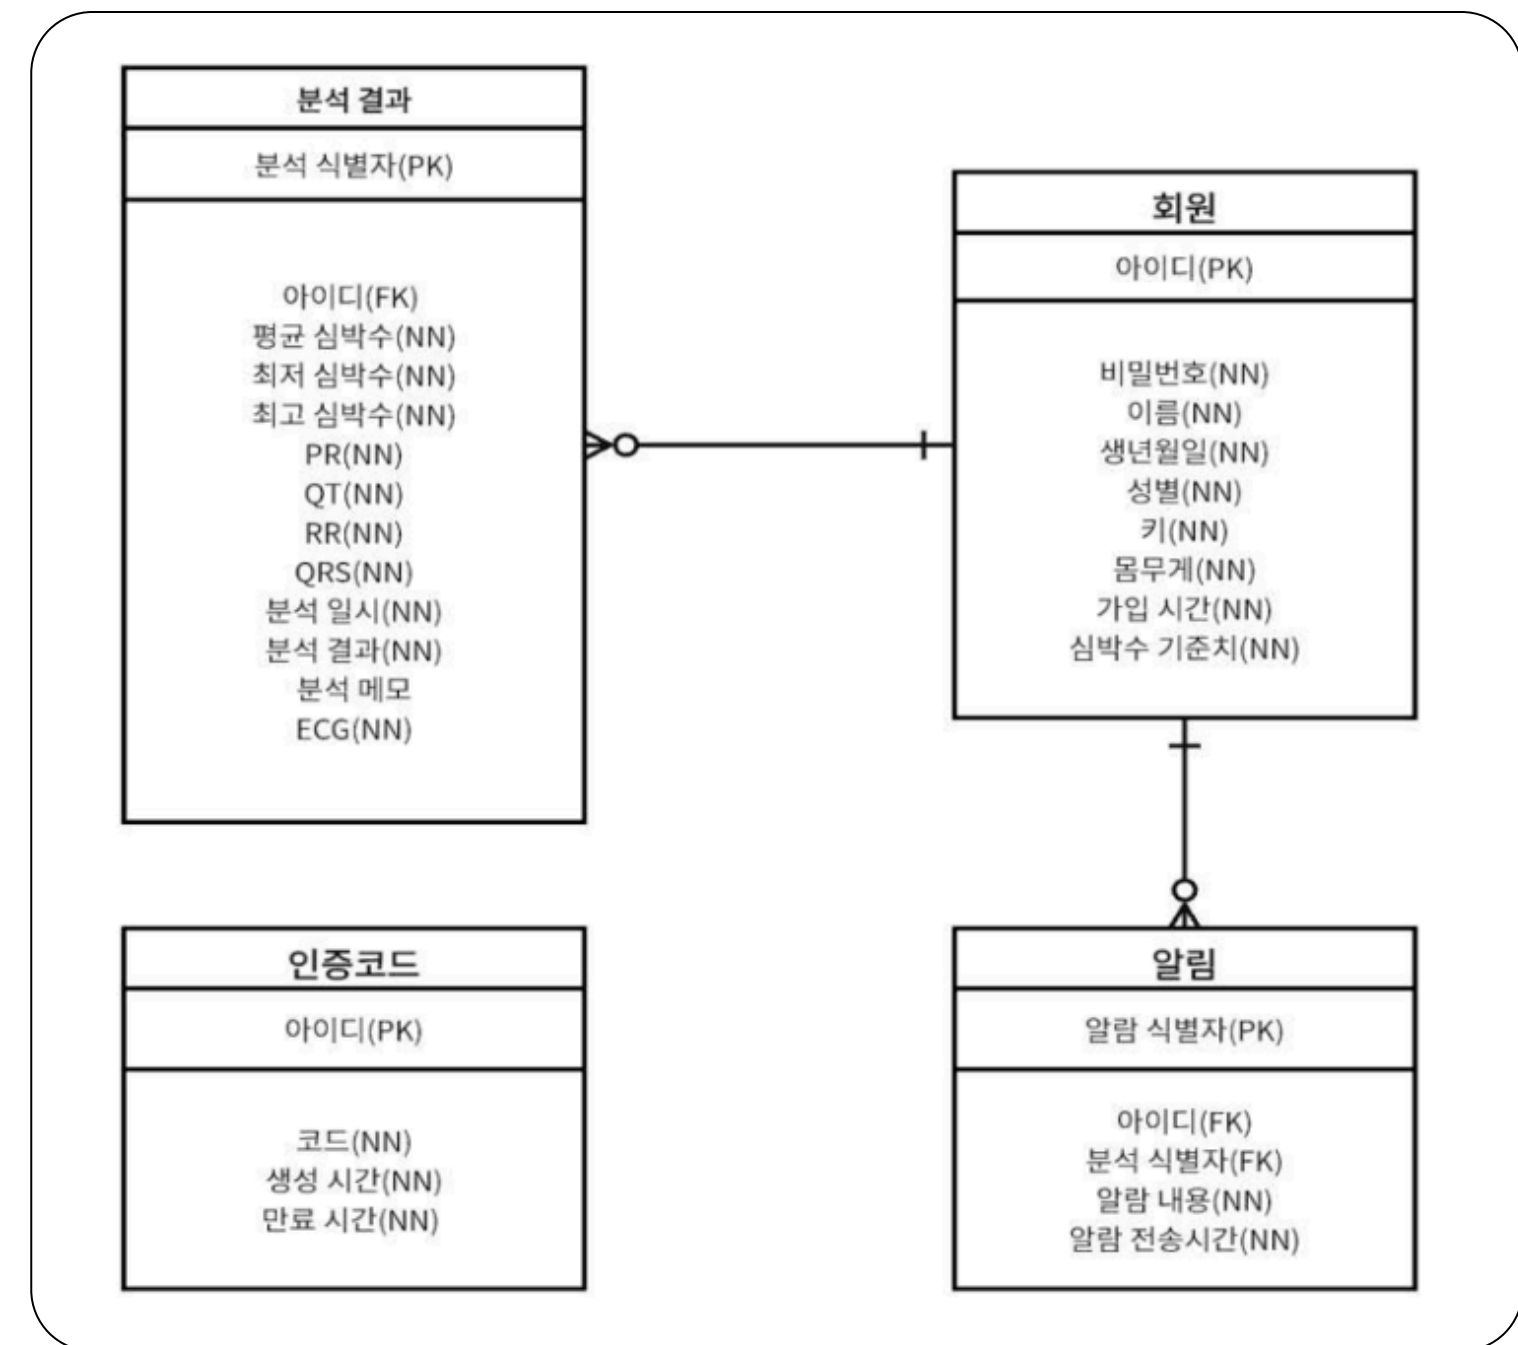 분석 결과
분석 식별자(PK)
아이디(FK)
평균 심박수(NN)
최저 심박수(NN)
최고 심박수(NN)
PR(NN)
QT(NN)
RR(NN)
QRS(NN)
분석 일시(NN)
분석 결과(NN)
분석 메모
ECG(NN)
회원
아이디(PK)
비밀번호(NN)
이름(NN)
생년월일(NN)
성별(NN)
키(NN)
몸무게(NN)
가입 시간(NN)
심박수 기준치(NN)
인증코드
아이디(PK)
코드(NN)
생성 시간(NN)
만료 시간(NN)
알림
알람 식별자(PK)
아이디(FK)
분석 식별자(FK)
알람 내용(NN)
알람 전송시간(NN)